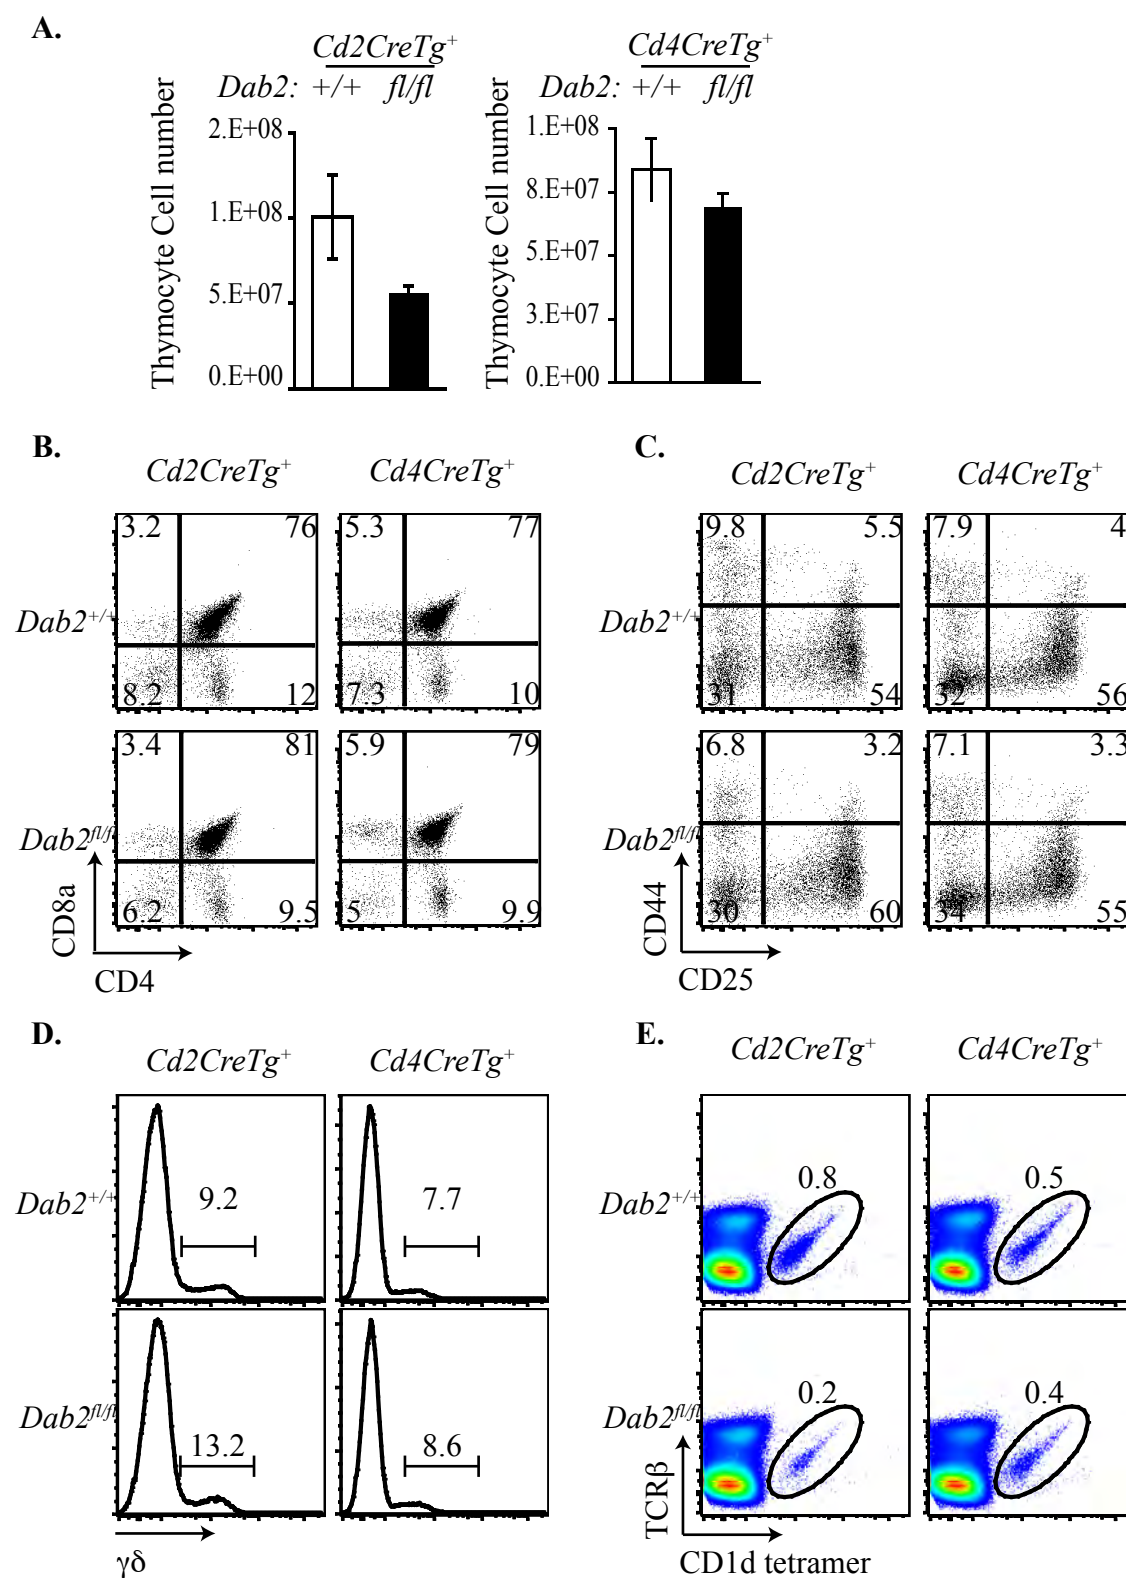 A.
Cd2CreTg+ Cd4CreTg+
Dab2: +/+ fl/fl Dab2: +/+ fl/fl
Thymocyte Cell number
2.E+08
1.E+08
5.E+07
0.E+00
Thymocyte Cell number
1.E+08
8.E+07
5.E+07
3.E+07
0.E+00
B.
Cd2CreTg+ Cd4CreTg+
Dab2+/+
3.2 76 5.3 77
8.2 12 7.3 10
Dab2fl/fl
3.4 81 5.9 79
6.2 9.5 5 9.9
CD8a
CD4
C.
Cd2CreTg+ Cd4CreTg+
Dab2+/+
9.8 5.5 7.9 4
31 54 32 56
Dab2fl/fl
6.8 3.2 7.1 3.3
30 60 34 55
CD44
CD25
D.
Cd2CreTg+ Cd4CreTg+
Dab2+/+
9.2 7.7
Dab2fl/fl
13.2 8.6
γδ
E.
Cd2CreTg+ Cd4CreTg+
Dab2+/+
0.8 0.5
Dab2fl/fl
0.2 0.4
TCRβ
CD1d tetramer